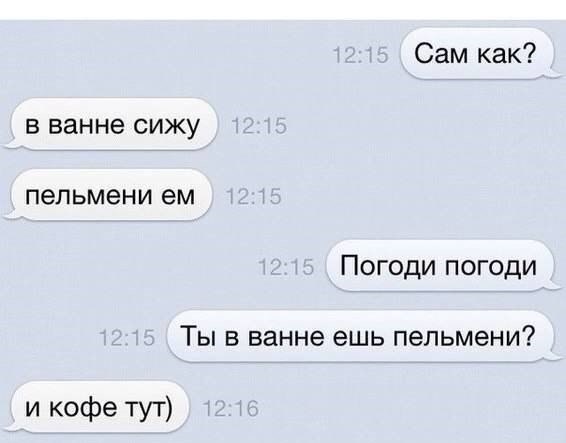 12:15 Сам как?
в ванне сижу 12:15
пельмени ем 12:15
12:15 Погоди погоди
12:15 Ты в ванне ешь пельмени?
и кофе тут) 12:16